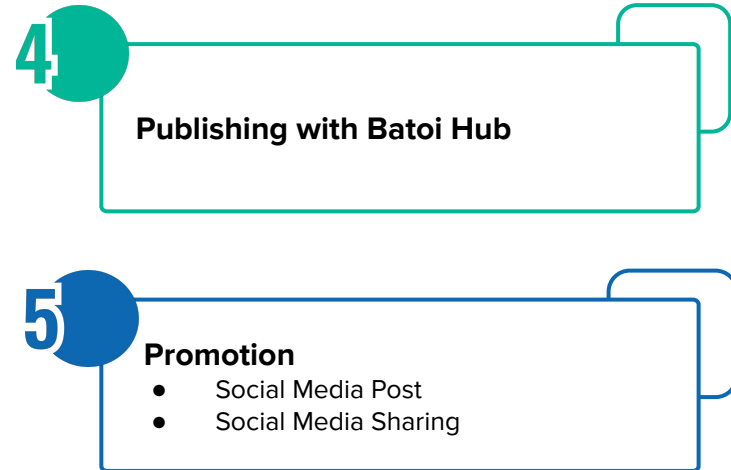 4
Publishing with Batoi Hub
5
Promotion
● Social Media Post
● Social Media Sharing